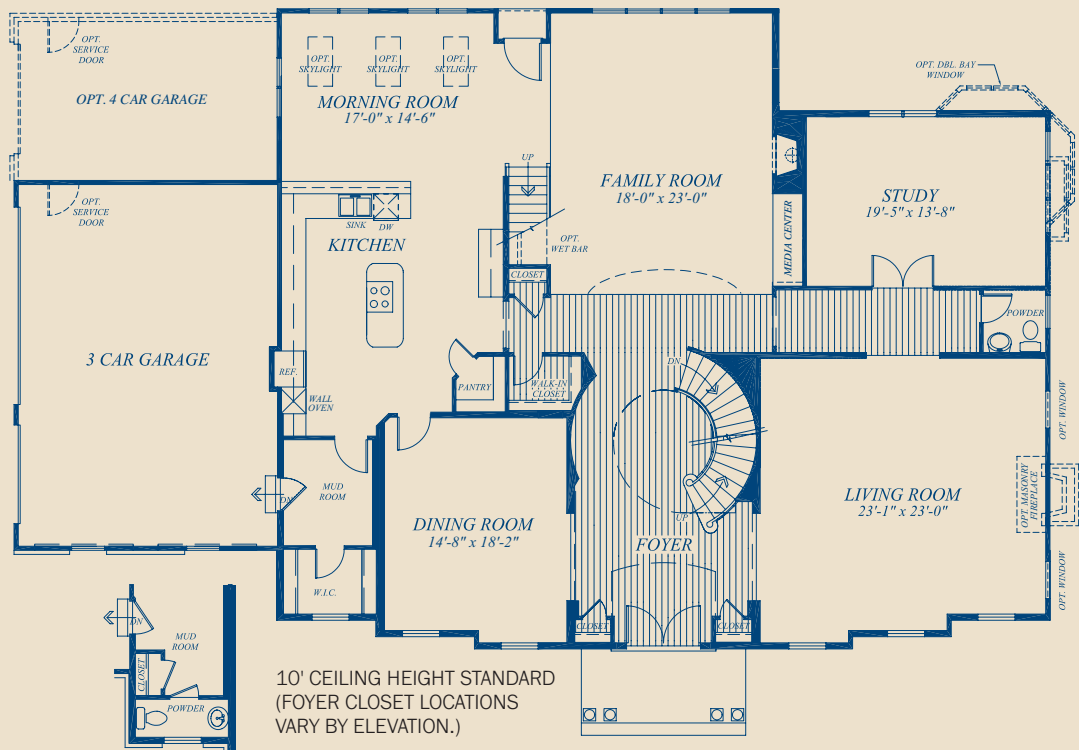 OPT.
SERVICE
DOOR
OPT. 4 CAR GARAGE
OPT.
SKYLIGHT
OPT.
SKYLIGHT
OPT.
SKYLIGHT
MORNING ROOM
17'-0" x 14'-6"
OPT. DBL. BAY
WINDOW
UP
FAMILY ROOM
18'-0" x 23'-0"
STUDY
19'-5" x 13'-8"
OPT.
SERVICE
DOOR
SINK
DW
KITCHEN
OPT.
WET BAR
MEDIA CENTER
CLOSET
POWDER
3 CAR GARAGE
REF.
WALL
OVEN
PANTRY
WALK-IN
CLOSET
DN
OPT. WINDOW
MUD
ROOM
DN
DINING ROOM
14'-8" x 18'-2"
UP
FOYER
LIVING ROOM
23'-1" x 23'-0"
OPT. MASONRY
FIREPLACE
OPT. WINDOW
W.I.C.
CLOSET
CLOSET
DN
MUD
ROOM
CLOSET
POWDER
10' CEILING HEIGHT STANDARD
(FOYER CLOSET LOCATIONS
VARY BY ELEVATION.)